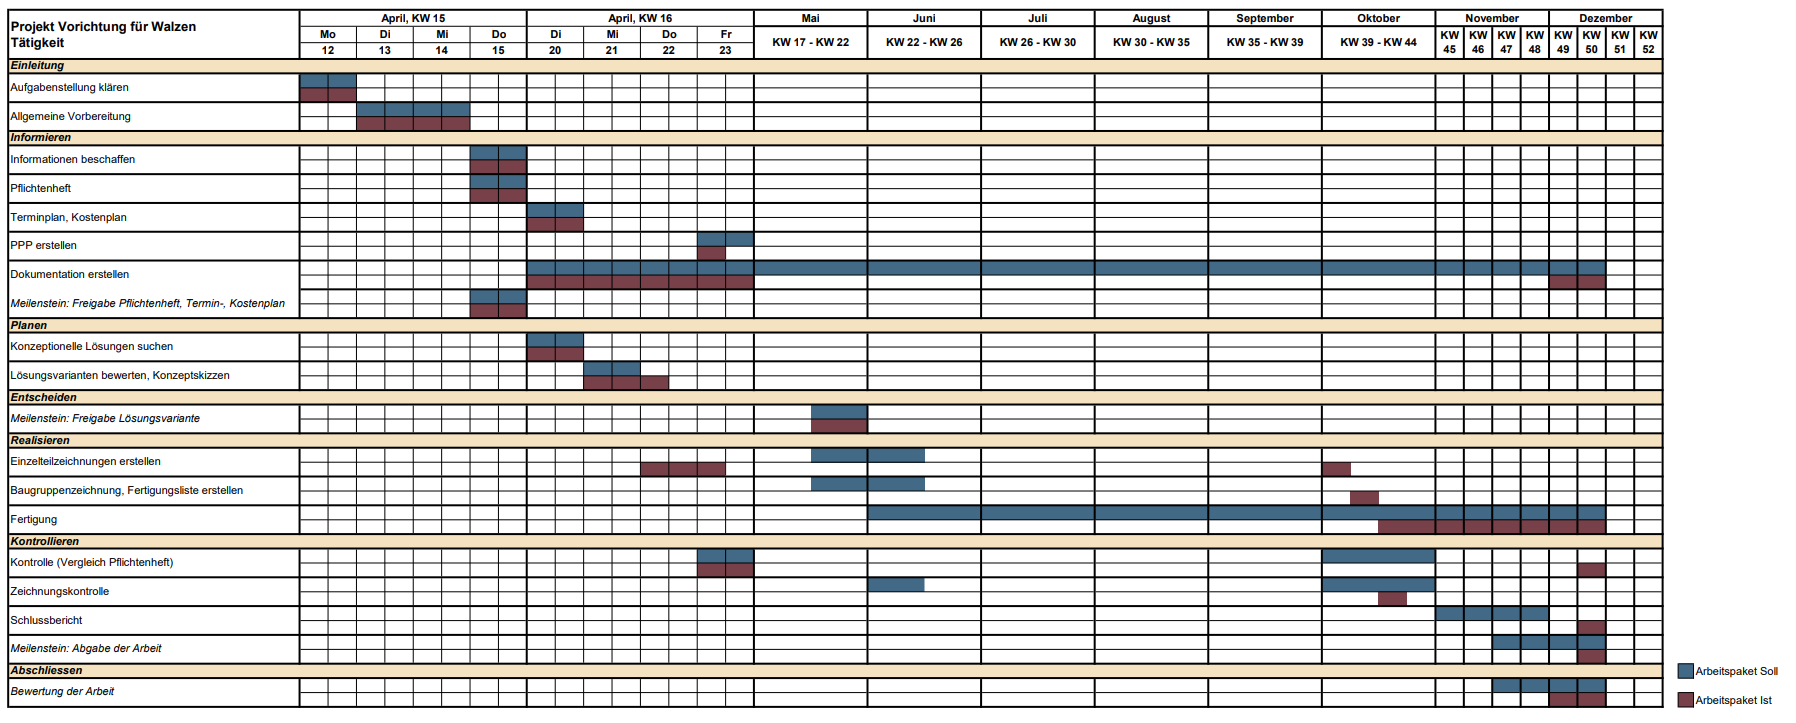 Projekt Vorichtung für Walzen
Tätigkeit
April, KW 15
April, KW 16
Mai
Juni
Juli
August
September
Oktober
November
Dezember
Mo
Di
Mi
Do
Di
Mi
Do
Fr
12
13
14
15
20
21
22
23
KW 17 - KW 22
KW 22 - KW 26
KW 26 - KW 30
KW 30 - KW 35
KW 35 - KW 39
KW 39 - KW 44
KW 45
KW 46
KW 47
KW 48
KW 49
KW 50
KW 51
KW 52
Einleitung
Aufgabenstellung klären
Allgemeine Vorbereitung
Informieren
Informationen beschaffen
Pflichtenheft
Terminplan, Kostenplan
PPP erstellen
Dokumentation erstellen
Meilenstein: Freigabe Pflichtenheft, Termin-, Kostenplan
Planen
Konzeptionelle Lösungen suchen
Lösungsvarianten bewerten, Konzeptskizzen
Entscheiden
Meilenstein: Freigabe Lösungsvariante
Realisieren
Einzelteilzeichnungen erstellen
Baugruppenzeichnung, Fertigungsliste erstellen
Fertigung
Kontrollieren
Kontrolle (Vergleich Pflichtenheft)
Zeichnungskontrolle
Schlussbericht
Meilenstein: Abgabe der Arbeit
Abschliessen
Bewertung der Arbeit
Arbeitspaket Soll
Arbeitspaket Ist